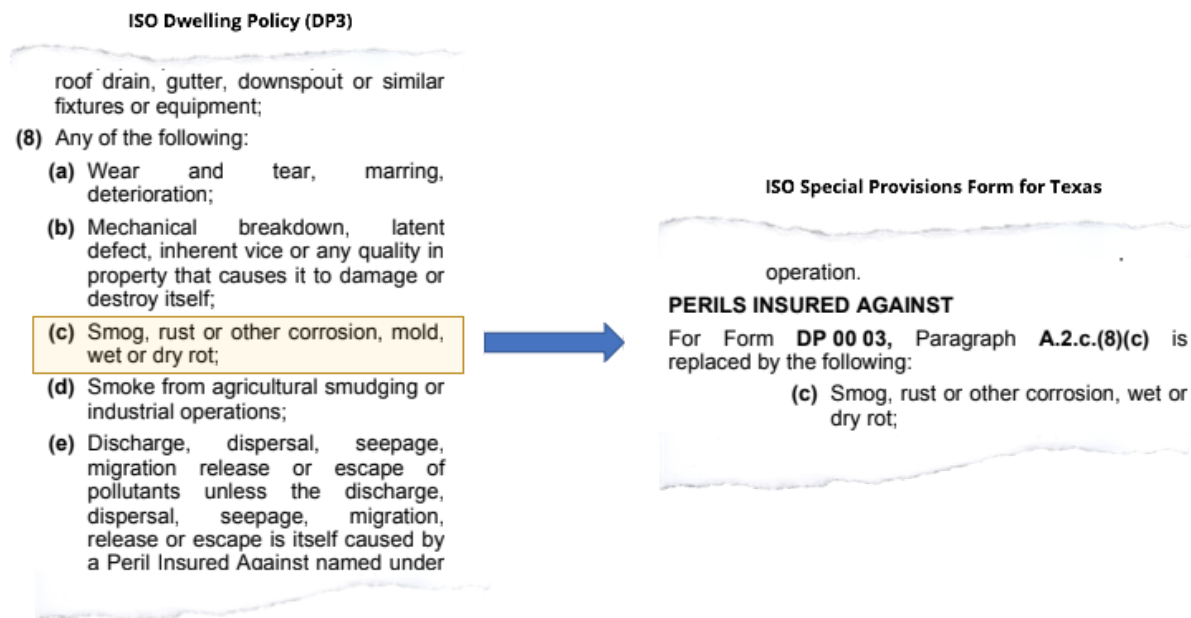 ISO Dwelling Policy (DP3)
roof drain, gutter, downspout or similar
fixtures or equipment;
(8) Any of the following:
(a) Wear and tear, marring,
deterioration;
(b) Mechanical breakdown, latent
defect, inherent vice or any quality in
property that causes it to damage or
destroy itself;
(c) Smog, rust or other corrosion, mold,
wet or dry rot;
(d) Smoke from agricultural smudging or
industrial operations;
(e) Discharge, dispersal, seepage,
migration release or escape of
pollutants unless the discharge,
dispersal, seepage, migration,
release or escape is itself caused by
a Peril Insured Against named under
ISO Special Provisions Form for Texas
operation.
PERILS INSURED AGAINST
For Form DP 00 03, Paragraph A.2.c.(8)(c) is
replaced by the following:
(c) Smog, rust or other corrosion, wet or
dry rot;